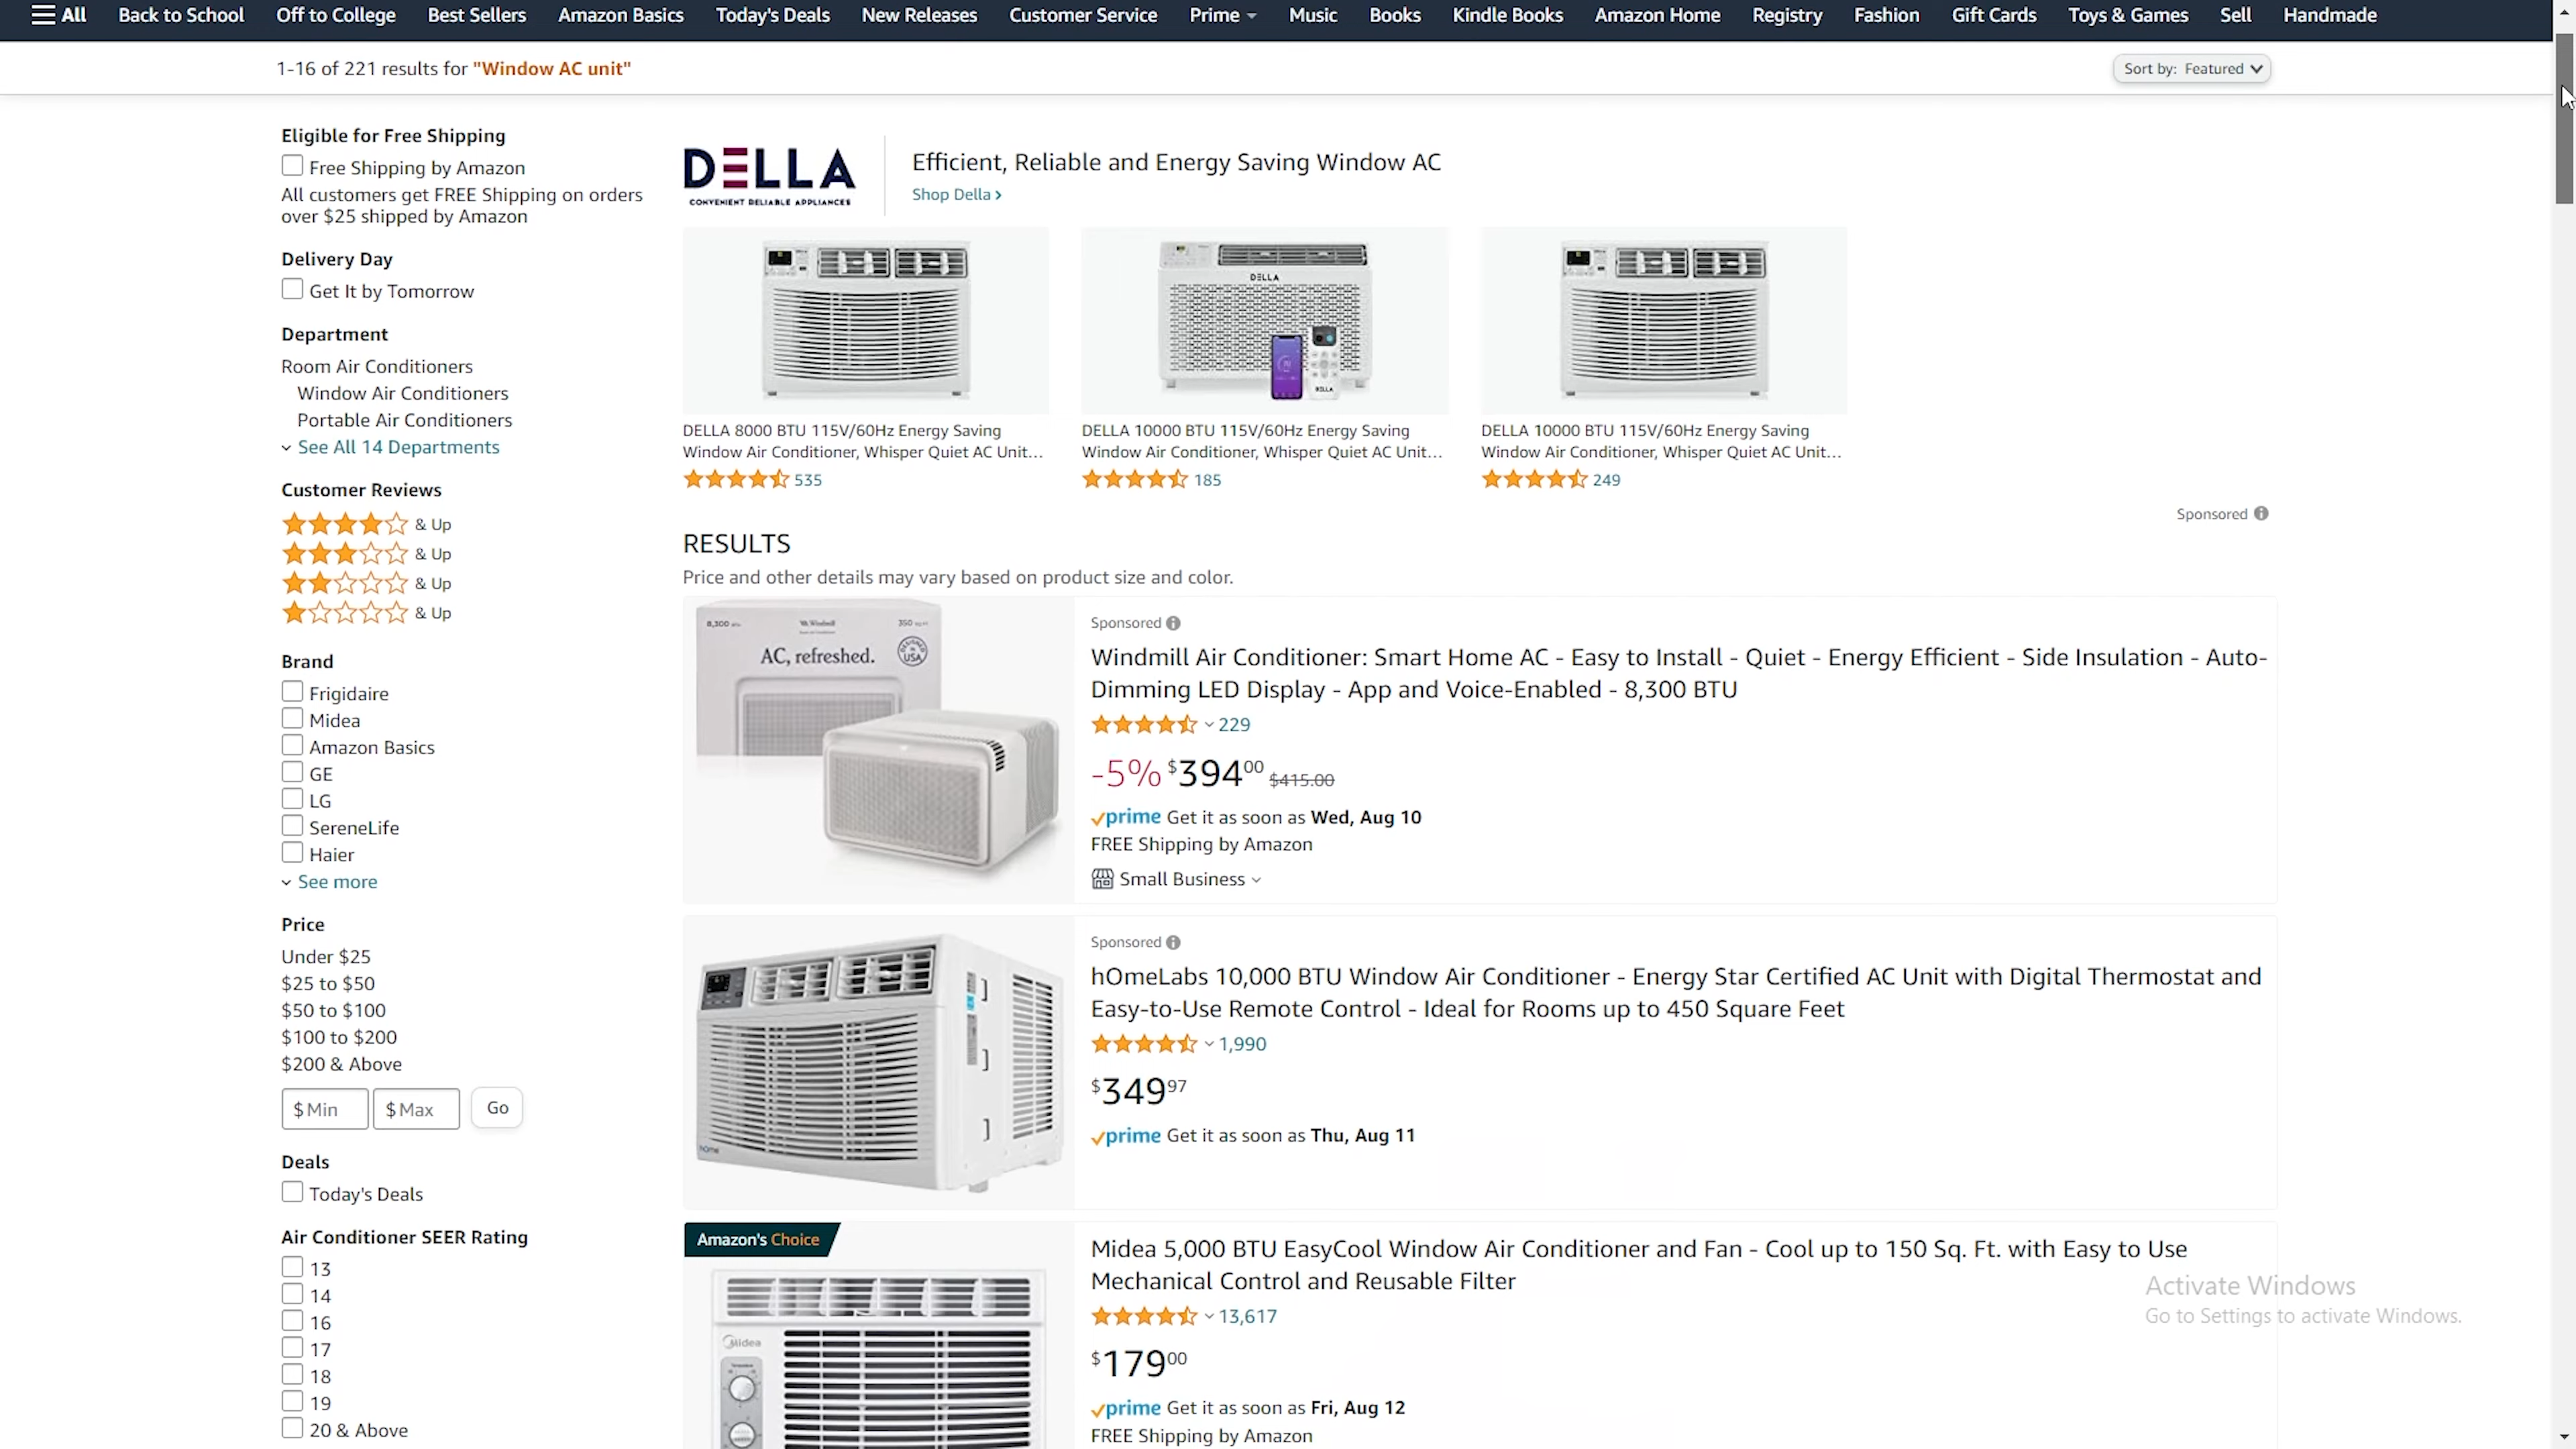 All Back to School Off to College Best Sellers Amazon Basics Today's Deals New Releases Customer Service Prime Music Books Kindle Books Amazon Home Registry Fashion Gift Cards Toys & Games Sell Handmade
1-16 of 221 results for "Window AC unit"
Sort by: Featured
Eligible for Free Shipping
Free Shipping by Amazon
All customers get FREE Shipping on orders
over $25 shipped by Amazon
Delivery Day
Get It by Tomorrow
Department
Room Air Conditioners
Window Air Conditioners
Portable Air Conditioners
See All 14 Departments
Customer Reviews
& Up
& Up
& Up
& Up
Brand
Frigidaire
Midea
Amazon Basics
GE
LG
SereneLife
Haier
See more
Price
Under $25
$25 to $50
$50 to $100
$100 to $200
$200 & Above
$ Min $ Max Go
Deals
Today's Deals
Air Conditioner SEER Rating
13
14
16
17
18
19
20 & Above
DELLA
CONVENIENT RELIABLE APPLIANCES
Efficient, Reliable and Energy Saving Window AC
Shop Della
DELLA
DELLA
DELLA 8000 BTU 115V/60Hz Energy Saving
Window Air Conditioner, Whisper Quiet AC Unit...
535
DELLA 10000 BTU 115V/60Hz Energy Saving
Window Air Conditioner, Whisper Quiet AC Unit...
185
DELLA 10000 BTU 115V/60Hz Energy Saving
Window Air Conditioner, Whisper Quiet AC Unit...
249
Sponsored
RESULTS
Price and other details may vary based on product size and color.
8,300 Windmill 350
AC, refreshed.
DESIGNED
USA
Sponsored
Windmill Air Conditioner: Smart Home AC - Easy to Install - Quiet - Energy Efficient - Side Insulation - Auto-
Dimming LED Display - App and Voice-Enabled - 8,300 BTU
229
-5% $394.00 $415.00
prime Get it as soon as Wed, Aug 10
FREE Shipping by Amazon
Small Business
home
Sponsored
hOmeLabs 10,000 BTU Window Air Conditioner - Energy Star Certified AC Unit with Digital Thermostat and
Easy-to-Use Remote Control - Ideal for Rooms up to 450 Square Feet
1,990
$349.97
prime Get it as soon as Thu, Aug 11
Amazon's Choice
Midea
Midea 5,000 BTU EasyCool Window Air Conditioner and Fan - Cool up to 150 Sq. Ft. with Easy to Use
Mechanical Control and Reusable Filter
13,617
$179.00
prime Get it as soon as Fri, Aug 12
FREE Shipping by Amazon
Activate Windows
Go to Settings to activate Windows.